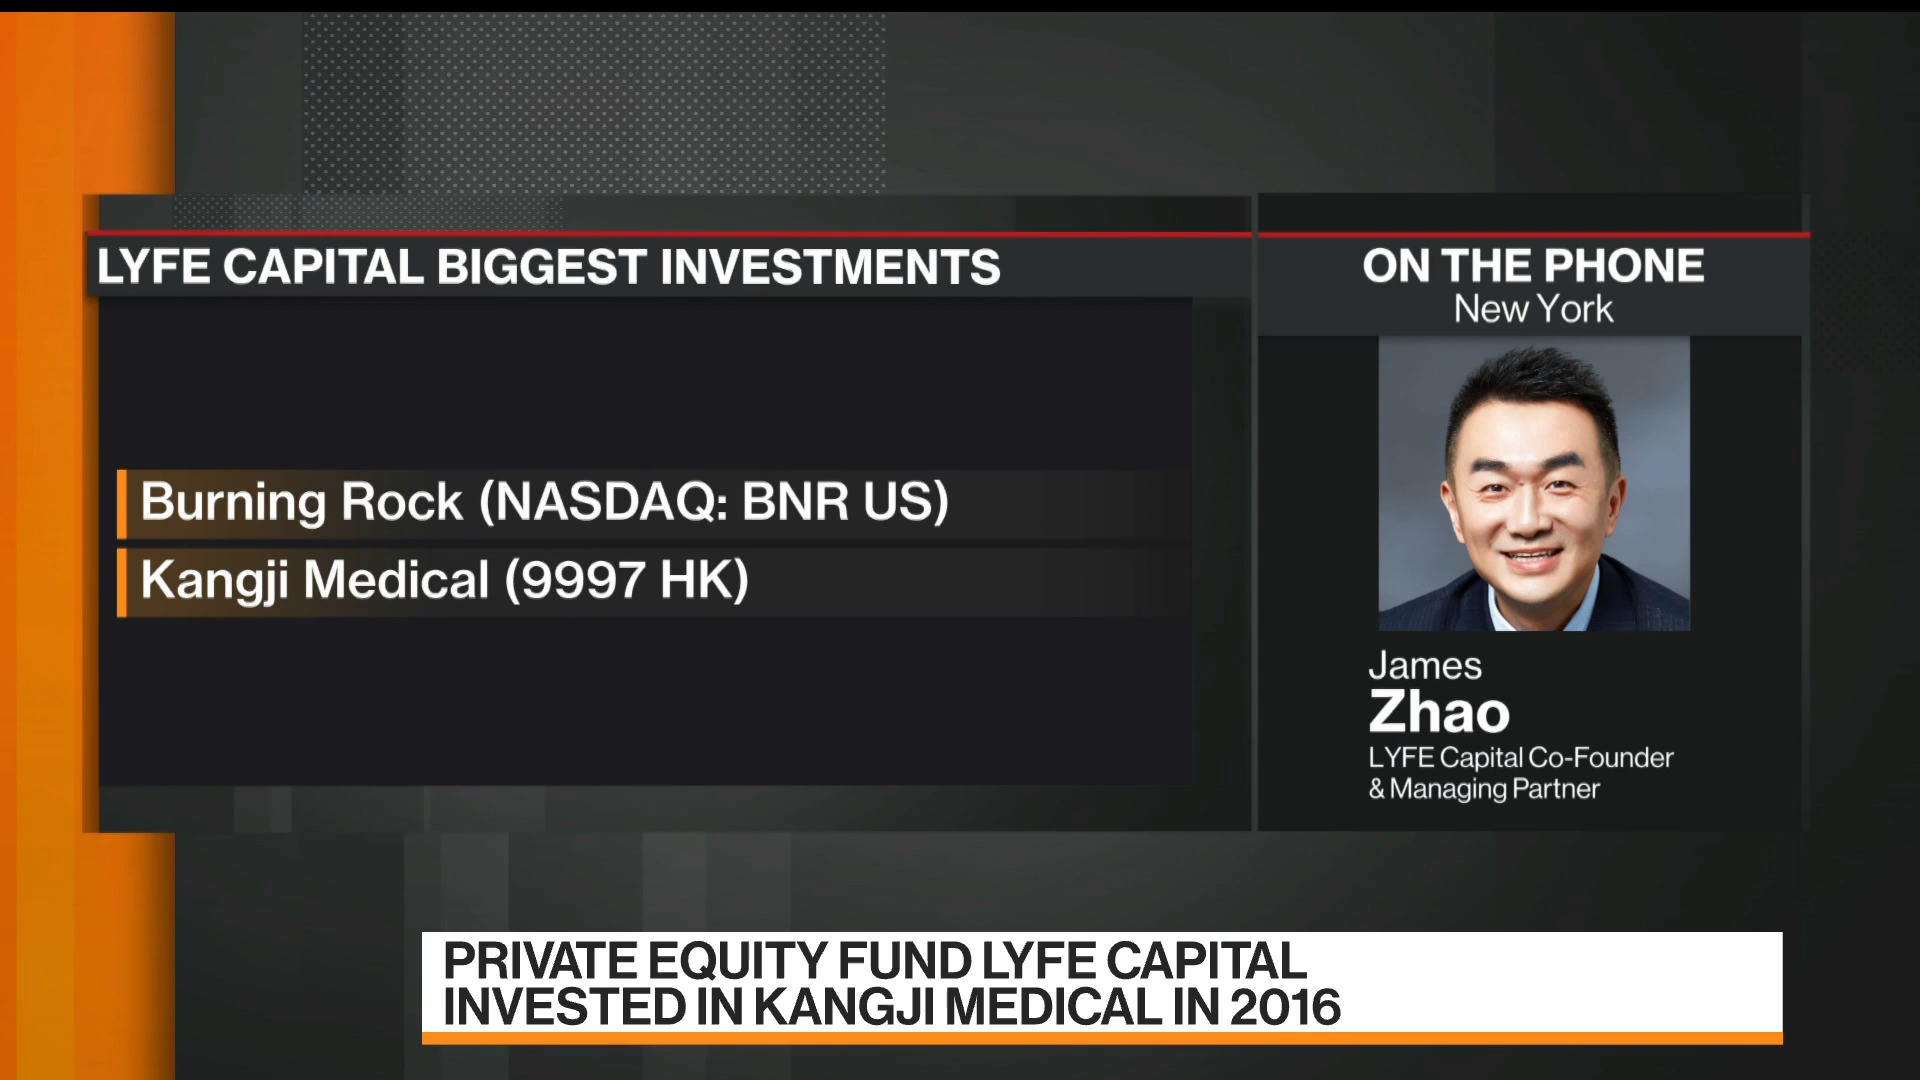 LYFE CAPITAL BIGGEST INVESTMENTS
Burning Rock (NASDAQ: BNR US)
Kangji Medical (9997 HK)
ON THE PHONE
New York
James
Zhao
LYFE Capital Co-Founder
& Managing Partner
PRIVATE EQUITY FUND LYFE CAPITAL
INVESTED IN KANGJI MEDICAL IN 2016